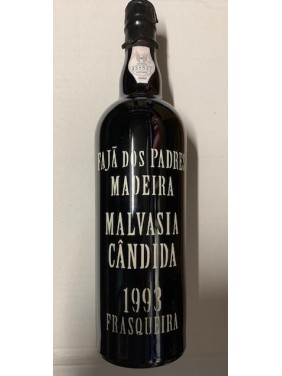 FAJÃ DOS PADRES
MADEIRA
MALVASIA
CÂNDIDA
1993
FRASQUEIRA